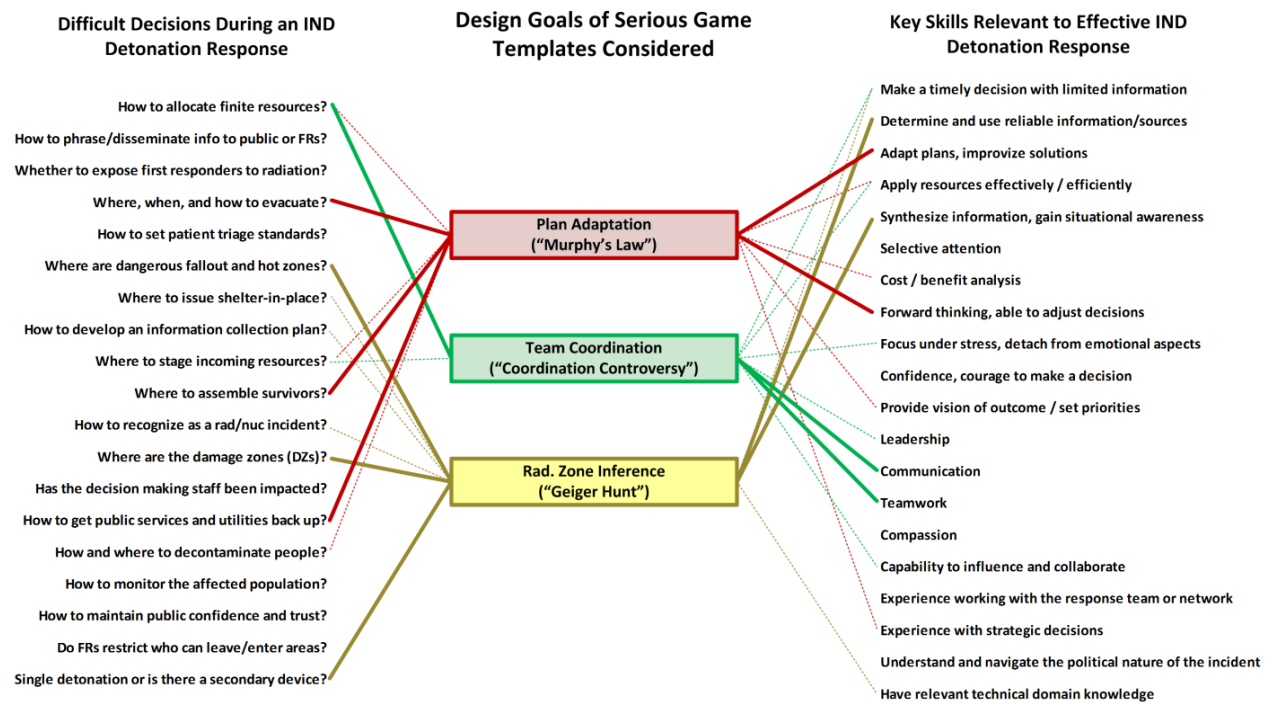 Difficult Decisions During an IND
Detonation Response
How to allocate finite resources?
How to phrase/disseminate info to public or FRs?
Whether to expose first responders to radiation?
Where, when, and how to evacuate?
How to set patient triage standards?
Where are dangerous fallout and hot zones?
Where to issue shelter-in-place?
How to develop an information collection plan?
Where to stage incoming resources?
Where to assemble survivors?
How to recognize as a rad/nuc incident?
Where are the damage zones (DZs)?
Has the decision making staff been impacted?
How to get public services and utilities back up?
How and where to decontaminate people?
How to monitor the affected population?
How to maintain public confidence and trust?
Do FRs restrict who can leave/enter areas?
Single detonation or is there a secondary device?
Design Goals of Serious Game
Templates Considered
Plan Adaptation
(“Murphy’s Law”)
Team Coordination
(“Coordination Controversy”)
Rad. Zone Inference
(“Geiger Hunt”)
Key Skills Relevant to Effective IND
Detonation Response
Make a timely decision with limited information
Determine and use reliable information/sources
Adapt plans, improvize solutions
Apply resources effectively / efficiently
Synthesize information, gain situational awareness
Selective attention
Cost / benefit analysis
Forward thinking, able to adjust decisions
Focus under stress, detach from emotional aspects
Confidence, courage to make a decision
Provide vision of outcome / set priorities
Leadership
Communication
Teamwork
Compassion
Capability to influence and collaborate
Experience working with the response team or network
Experience with strategic decisions
Understand and navigate the political nature of the incident
Have relevant technical domain knowledge